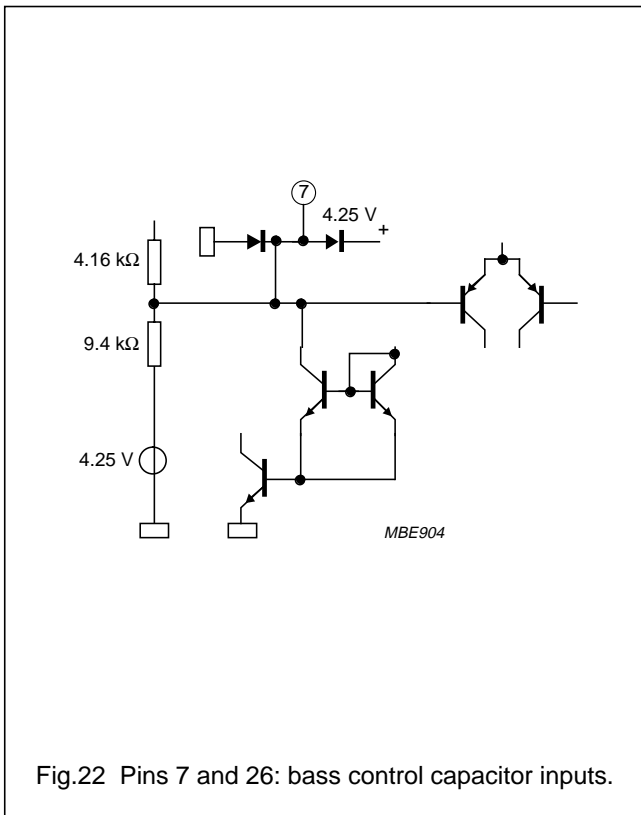 7
4.25 V
+
4.16 kΩ
9.4 kΩ
4.25 V
MBE904
Fig.22 Pins 7 and 26: bass control capacitor inputs.